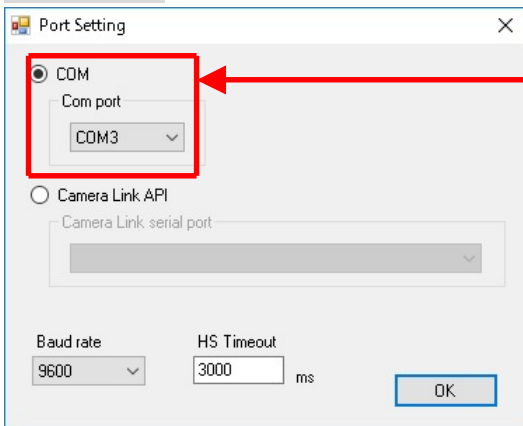 Port Setting
COM
Com port
COM3
Camera Link API
Camera Link serial port
Baud rate
HS Timeout
9600
3000
ms
OK